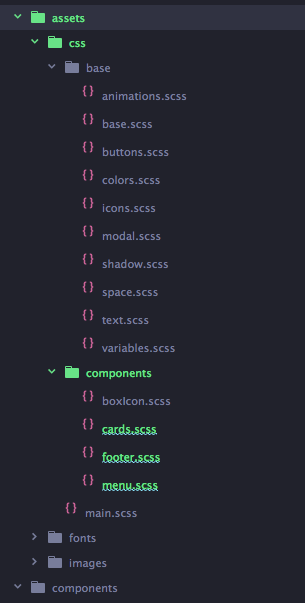 assets
css
base
{ } animations.scss
{ } base.scss
{ } buttons.scss
{ } colors.scss
{ } icons.scss
{ } modal.scss
{ } shadow.scss
{ } space.scss
{ } text.scss
{ } variables.scss
components
{ } boxIcon.scss
{ } cards.scss
{ } footer.scss
{ } menu.scss
{ } main.scss
fonts
images
components